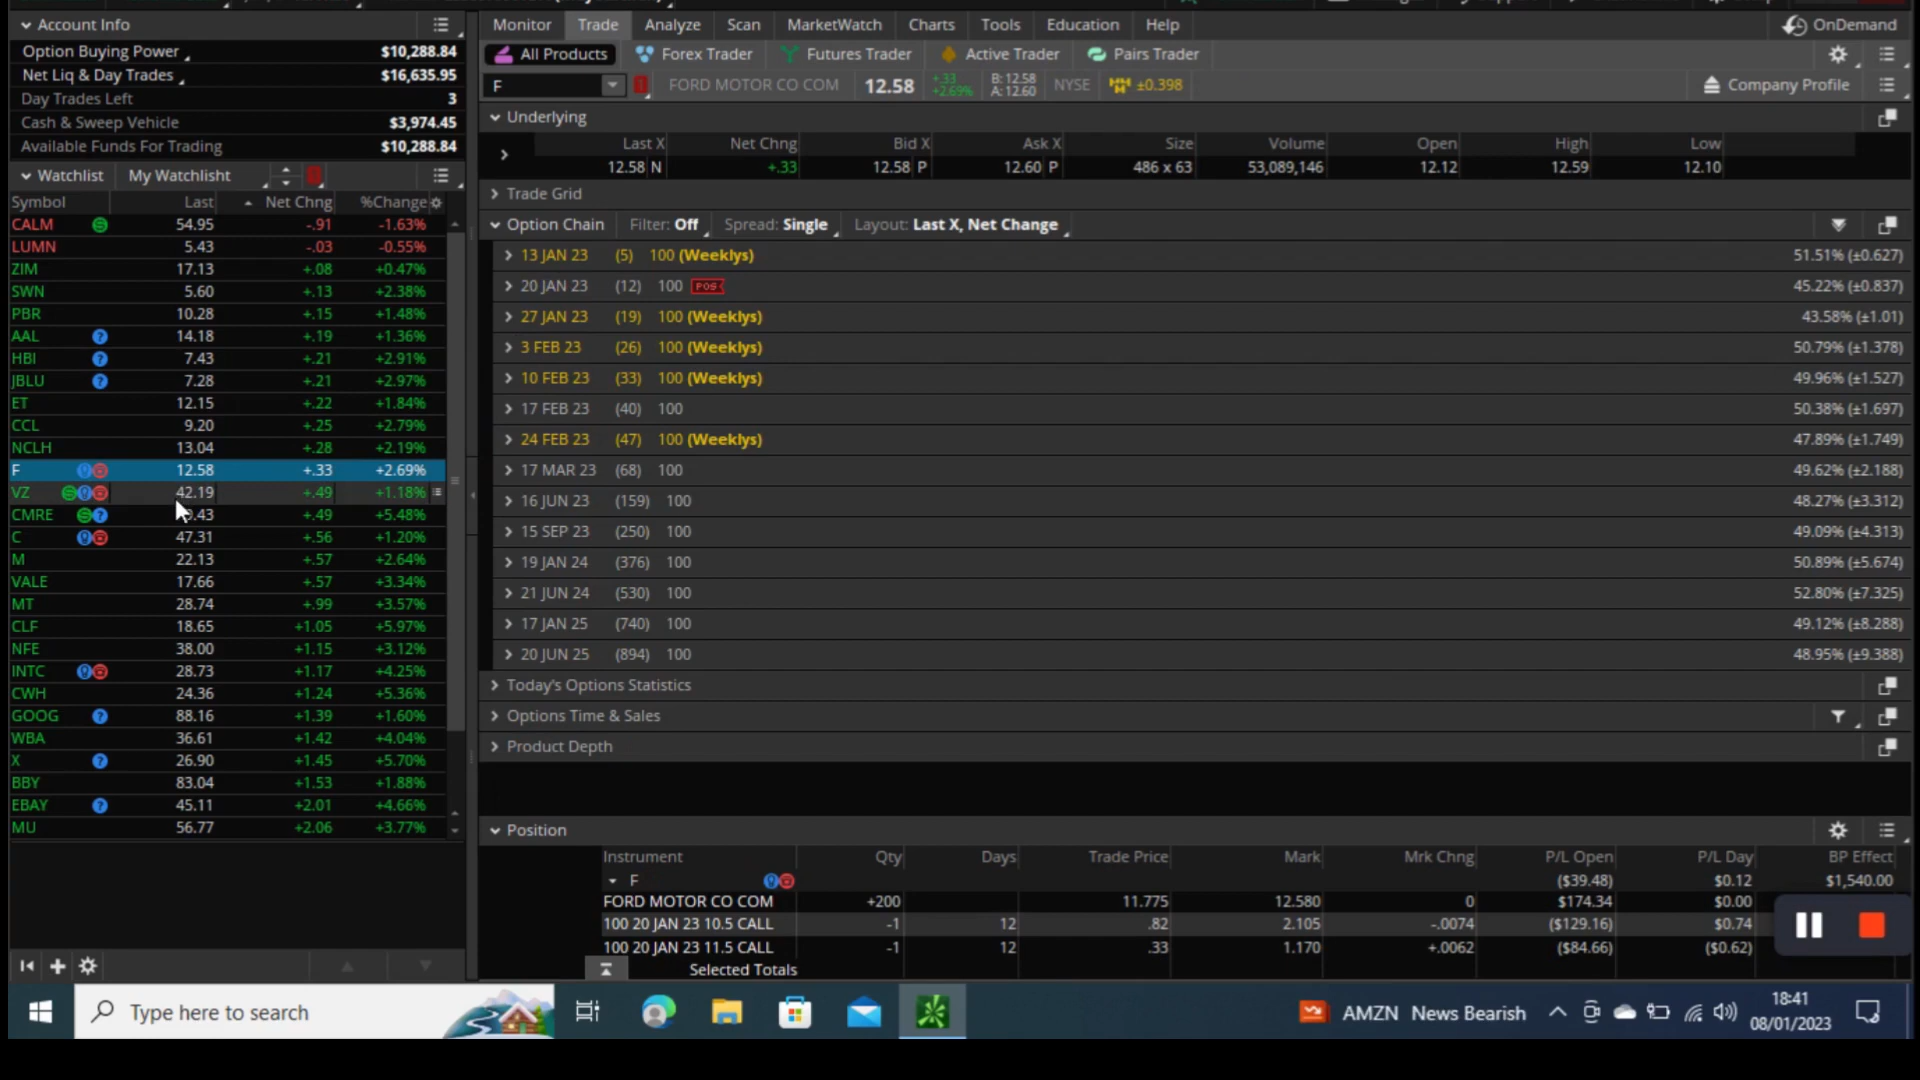 Account Info
Option Buying Power $10,288.84
Net Liq & Day Trades $16,635.95
Day Trades Left 3
Cash & Sweep Vehicle $3,974.45
Available Funds For Trading $10,288.84
Watchlist My Watchlisht
Symbol Last Net Chng %Change
CALM 54.95 -.91 -1.63%
LUMN 5.43 -.03 -0.55%
ZIM 17.13 +.08 +0.47%
SWN 5.60 +.13 +2.38%
PBR 10.28 +.15 +1.48%
AAL 14.18 +.19 +1.36%
HBI 7.43 +.21 +2.91%
JBLU 7.28 +.21 +2.97%
ET 12.15 +.22 +1.84%
CCL 9.20 +.25 +2.79%
NCLH 13.04 +.28 +2.19%
F 12.58 +.33 +2.69%
VZ 42.19 +.49 +1.18%
CMRE .43 +.49 +5.48%
C 47.31 +.56 +1.20%
M 22.13 +.57 +2.64%
VALE 17.66 +.57 +3.34%
MT 28.74 +.99 +3.57%
CLF 18.65 +1.05 +5.97%
NFE 38.00 +1.15 +3.12%
INTC 28.73 +1.17 +4.25%
CWH 24.36 +1.24 +5.36%
GOOG 88.16 +1.39 +1.60%
WBA 36.61 +1.42 +4.04%
X 26.90 +1.45 +5.70%
BBY 83.04 +1.53 +1.88%
EBAY 45.11 +2.01 +4.66%
MU 56.77 +2.06 +3.77%
Monitor Trade Analyze Scan MarketWatch Charts Tools Education Help OnDemand
All Products Forex Trader Futures Trader Active Trader Pairs Trader
F FORD MOTOR CO COM 12.58 +.33 +2.69% B: 12.58 A: 12.60 NYSE ±0.398 Company Profile
Underlying
Last X Net Chng Bid X Ask X Size Volume Open High Low
12.58 N +.33 12.58 P 12.60 P 486 x 63 53,089,146 12.12 12.59 12.10
Trade Grid
Option Chain Filter: Off Spread: Single Layout: Last X, Net Change
13 JAN 23 (5) 100 (Weeklys) 51.51% (±0.627)
20 JAN 23 (12) 100 POS 45.22% (±0.837)
27 JAN 23 (19) 100 (Weeklys) 43.58% (±1.01)
3 FEB 23 (26) 100 (Weeklys) 50.79% (±1.378)
10 FEB 23 (33) 100 (Weeklys) 49.96% (±1.527)
17 FEB 23 (40) 100 50.38% (±1.697)
24 FEB 23 (47) 100 (Weeklys) 47.89% (±1.749)
17 MAR 23 (68) 100 49.62% (±2.188)
16 JUN 23 (159) 100 48.27% (±3.312)
15 SEP 23 (250) 100 49.09% (±4.313)
19 JAN 24 (376) 100 50.89% (±5.674)
21 JUN 24 (530) 100 52.80% (±7.325)
17 JAN 25 (740) 100 49.12% (±8.288)
20 JUN 25 (894) 100 48.95% (±9.388)
Today's Options Statistics
Options Time & Sales
Product Depth
Position
Instrument Qty Days Trade Price Mark Mrk Chng P/L Open P/L Day BP Effect
F ($39.48) $0.12 $1,540.00
FORD MOTOR CO COM +200 11.775 12.580 0 $174.34 $0.00
100 20 JAN 23 10.5 CALL -1 12 .82 2.105 -.0074 ($129.16) $0.74
100 20 JAN 23 11.5 CALL -1 12 .33 1.170 +.0062 ($84.66) ($0.62)
Selected Totals
Type here to search
AMZN News Bearish
18:41
08/01/2023